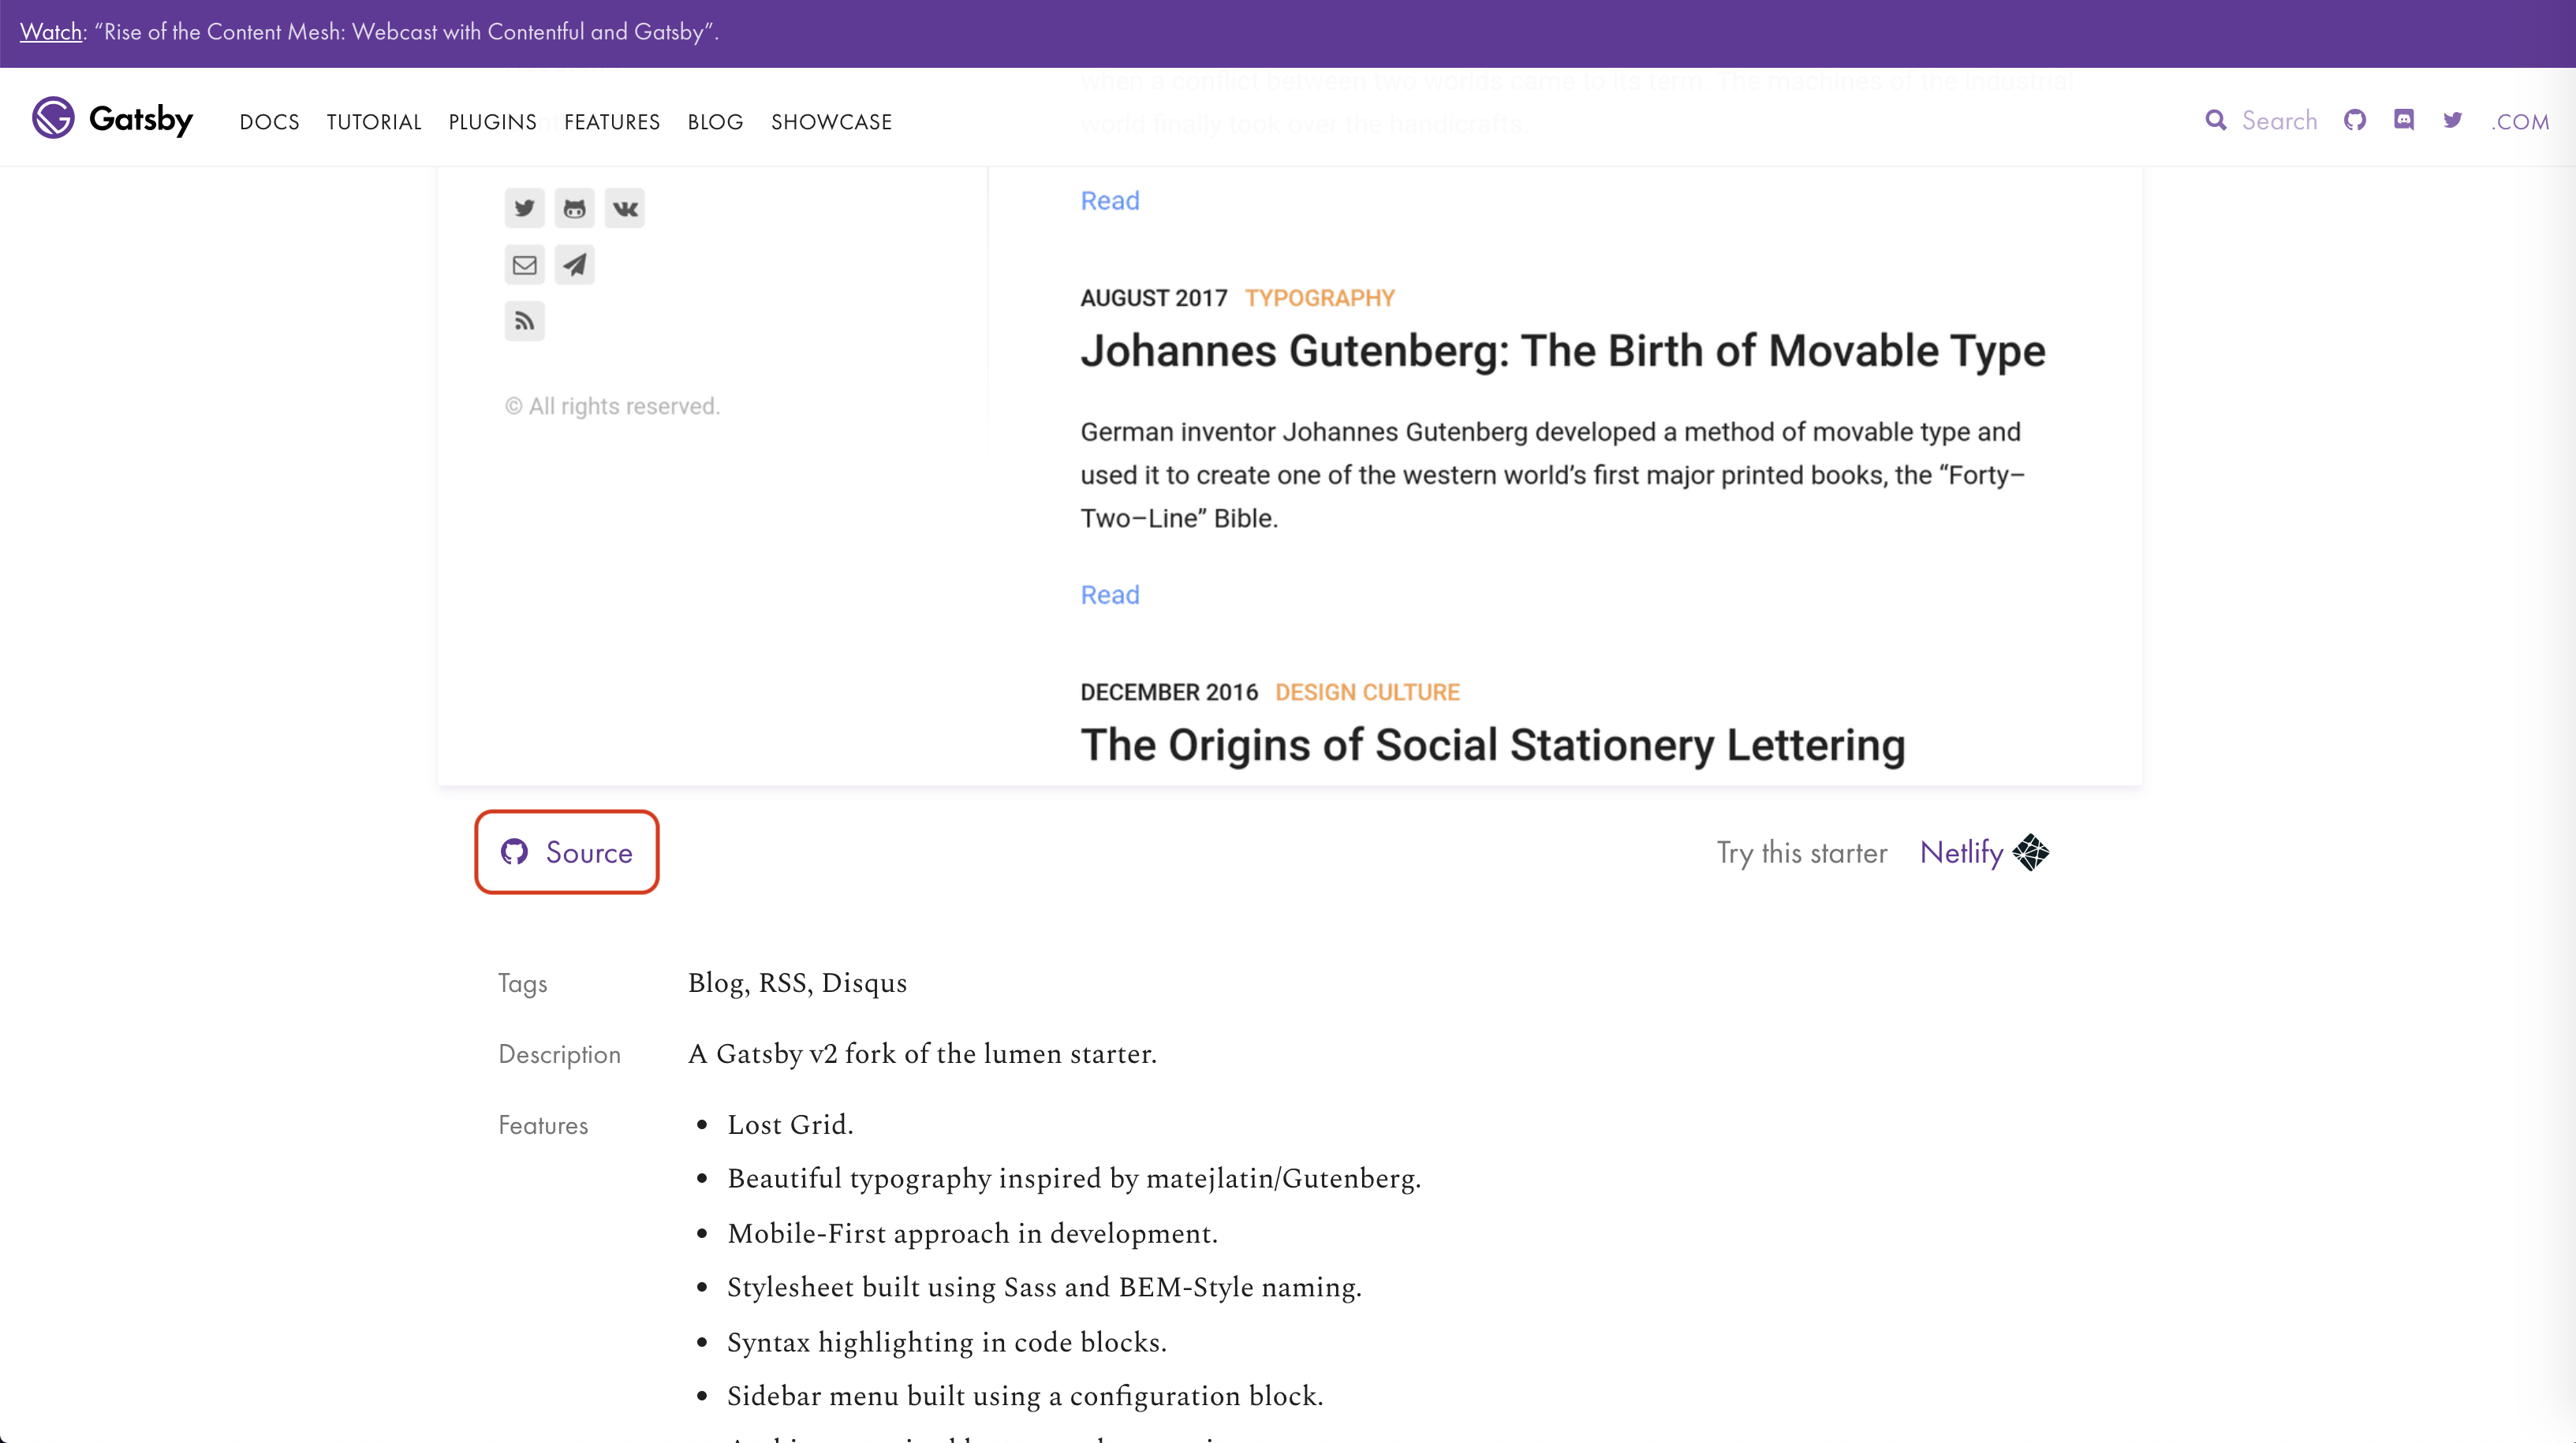 Watch: “Rise of the Content Mesh: Webcast with Contentful and Gatsby”.
when a conflict between two worlds came to its term. The machines of the industrial
world finally took over the handicrafts.
Gatsby DOCS TUTORIAL PLUGINS FEATURES BLOG SHOWCASE Search .COM
Read
AUGUST 2017 TYPOGRAPHY
Johannes Gutenberg: The Birth of Movable Type
German inventor Johannes Gutenberg developed a method of movable type and
used it to create one of the western world’s first major printed books, the “Forty–
Two–Line” Bible.
Read
© All rights reserved.
DECEMBER 2016 DESIGN CULTURE
The Origins of Social Stationery Lettering
Source
Try this starter Netlify
Tags Blog, RSS, Disqus
Description A Gatsby v2 fork of the lumen starter.
Features • Lost Grid.
• Beautiful typography inspired by matejlatin/Gutenberg.
• Mobile-First approach in development.
• Stylesheet built using Sass and BEM-Style naming.
• Syntax highlighting in code blocks.
• Sidebar menu built using a configuration block.